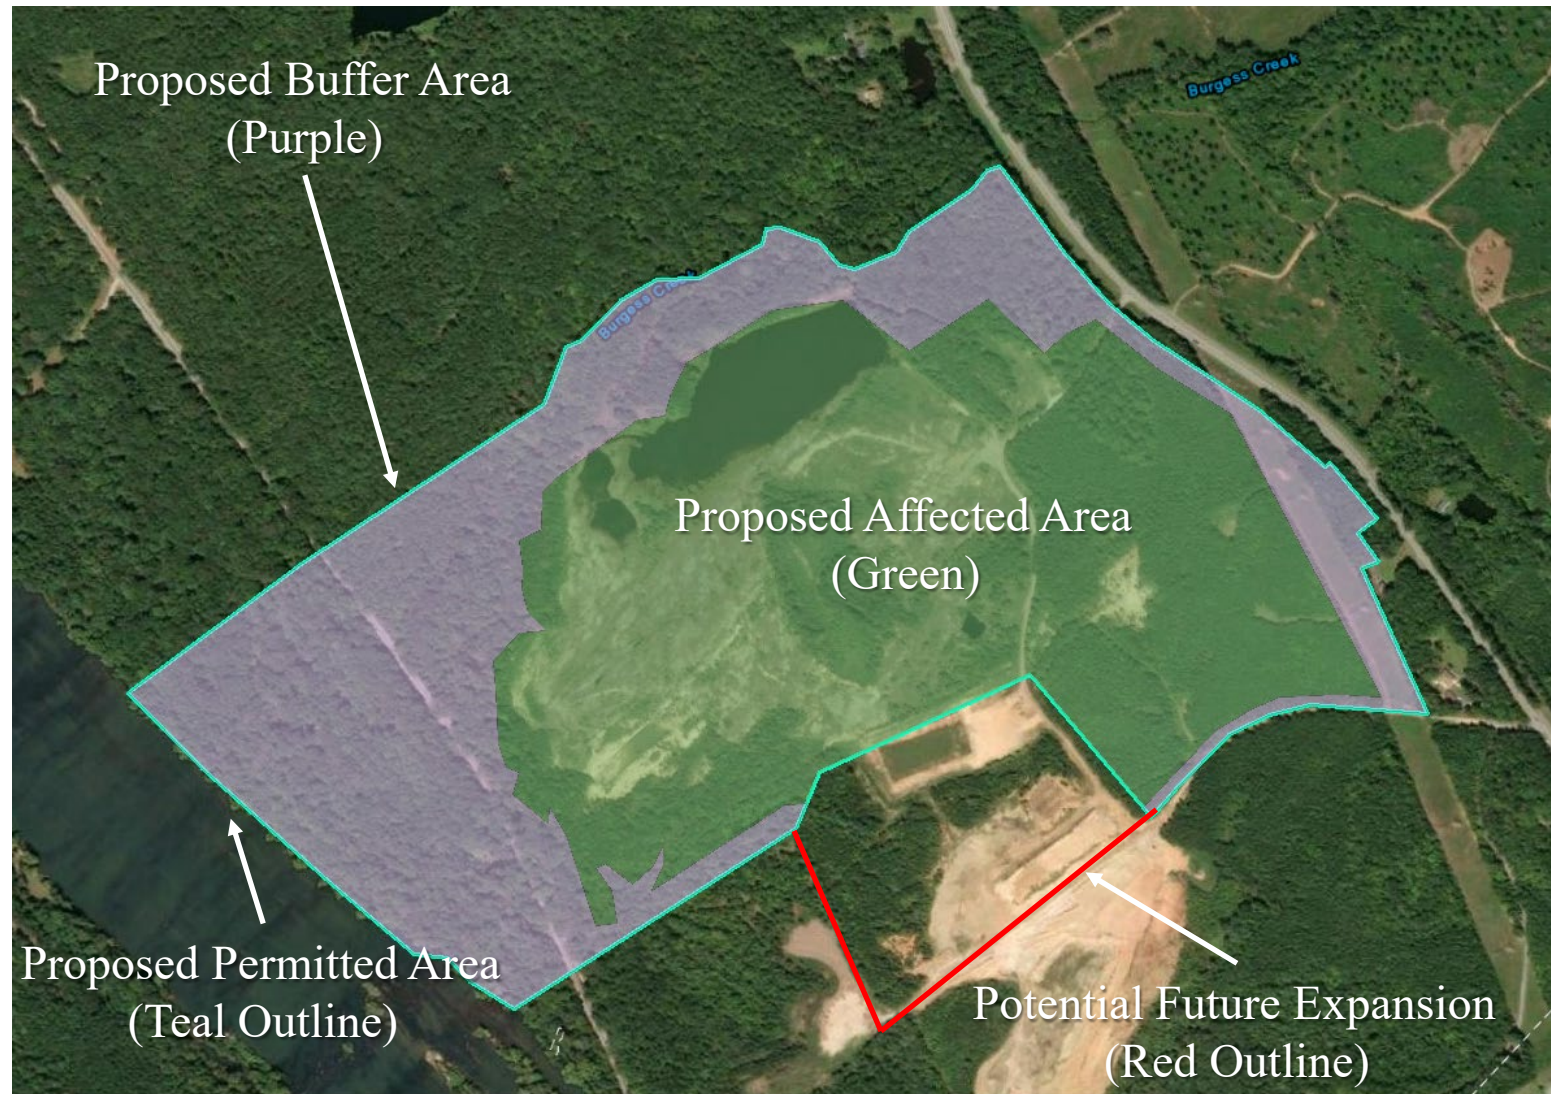 Proposed Buffer Area
(Purple)
Burgess Creek
Burgess Creek
Proposed Affected Area
(Green)
Proposed Permitted Area
(Teal Outline)
Potential Future Expansion
(Red Outline)